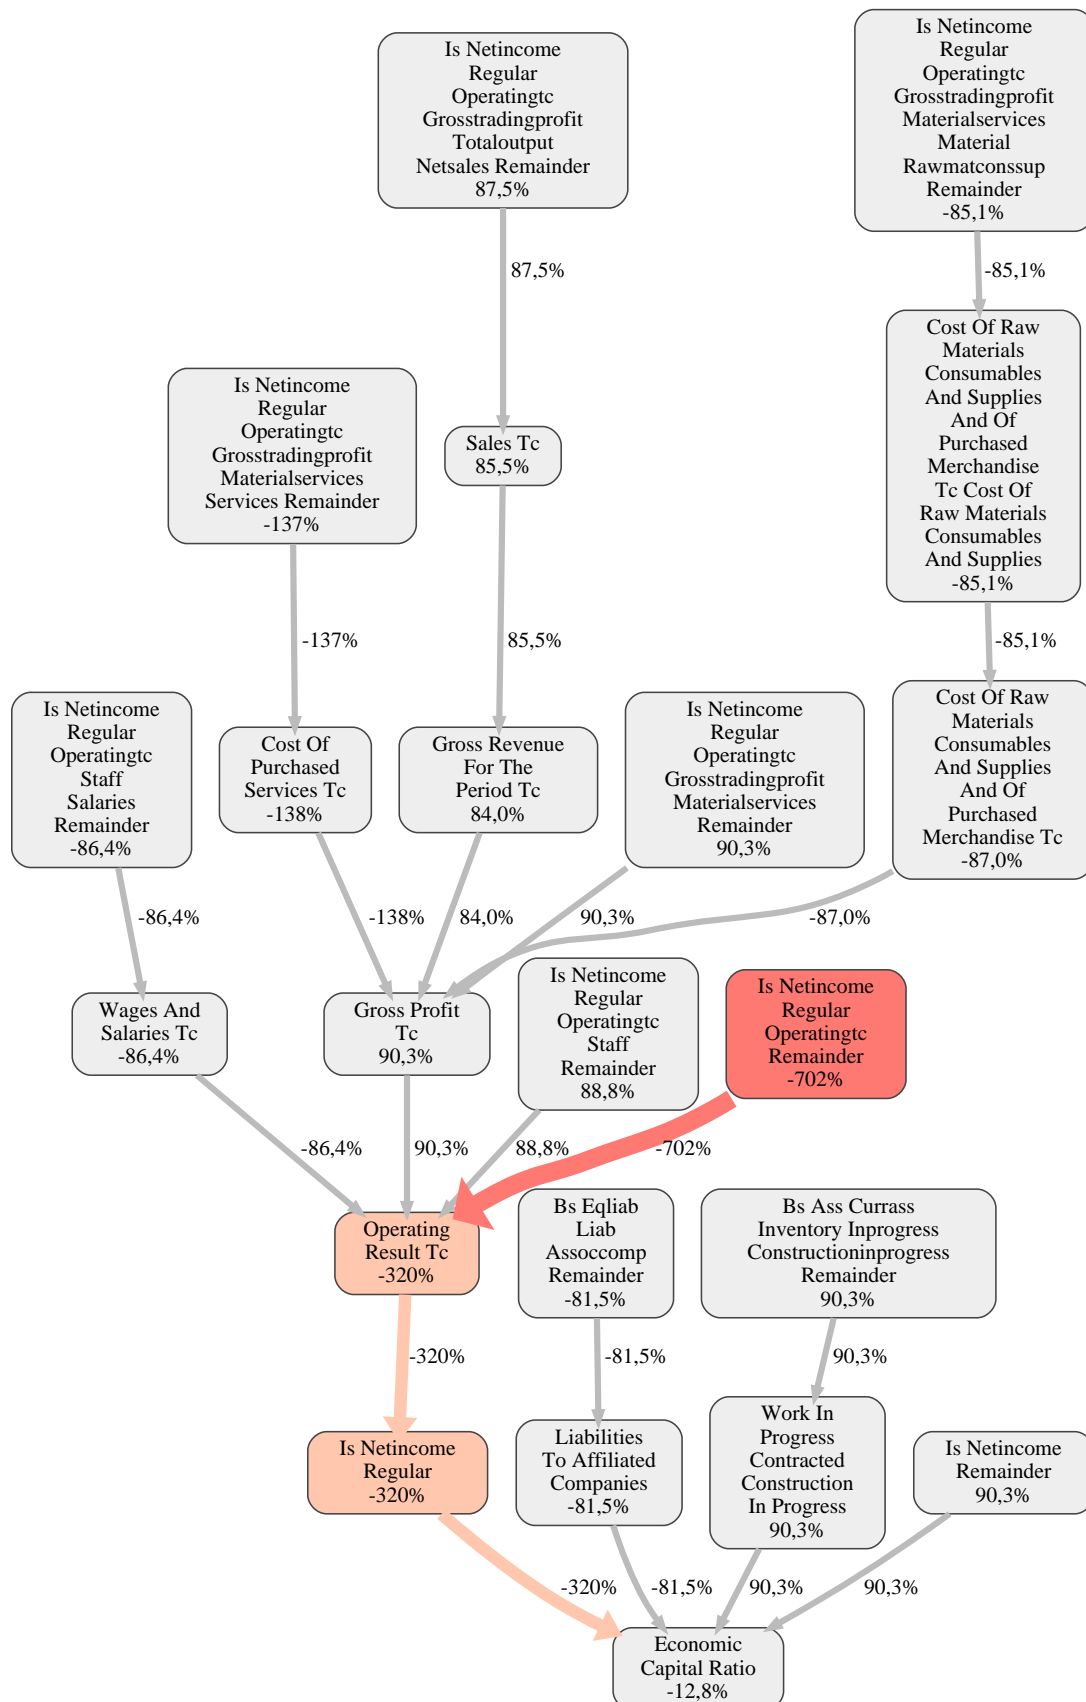 Is Netincome
Regular
Operatingtc
Grosstradingprofit
Totaloutput
Netsales Remainder
87,5%
Is Netincome
Regular
Operatingtc
Grosstradingprofit
Materialservices
Material
Rawmatconssup
Remainder
-85,1%
87,5%
-85,1%
Is Netincome
Regular
Operatingtc
Grosstradingprofit
Materialservices
Services Remainder
-137%
Sales Tc
85,5%
Cost Of Raw
Materials
Consumables
And Supplies
And Of
Purchased
Merchandise
Tc Cost Of
Raw Materials
Consumables
And Supplies
-85,1%
-137%
85,5%
-85,1%
Is Netincome
Regular
Operatingtc
Staff
Salaries
Remainder
-86,4%
Cost Of
Purchased
Services Tc
-138%
Gross Revenue
For The
Period Tc
84,0%
Is Netincome
Regular
Operatingtc
Grosstradingprofit
Materialservices
Remainder
90,3%
Cost Of Raw
Materials
Consumables
And Supplies
And Of
Purchased
Merchandise Tc
-87,0%
-86,4%
-138%
84,0%
90,3%
-87,0%
Wages And
Salaries Tc
-86,4%
Gross Profit
Tc
90,3%
Is Netincome
Regular
Operatingtc
Staff
Remainder
88,8%
Is Netincome
Regular
Operatingtc
Remainder
-702%
-86,4%
90,3%
88,8%
-702%
Operating
Result Tc
-320%
Bs Eqliab
Liab
Assoccomp
Remainder
-81,5%
Bs Ass Currass
Inventory Inprogress
Constructioninprogress
Remainder
90,3%
-320%
-81,5%
90,3%
Is Netincome
Regular
-320%
Liabilities
To Affiliated
Companies
-81,5%
Work In
Progress
Contracted
Construction
In Progress
90,3%
Is Netincome
Remainder
90,3%
-320%
-81,5%
90,3%
90,3%
Economic
Capital Ratio
-12,8%